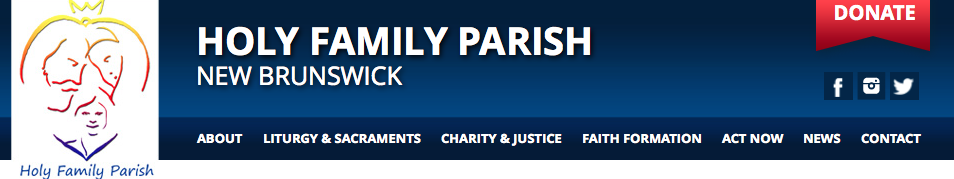 DONATE
HOLY FAMILY PARISH
NEW BRUNSWICK
ABOUT LITURGY & SACRAMENTS CHARITY & JUSTICE FAITH FORMATION ACT NOW NEWS CONTACT
Holy Family Parish